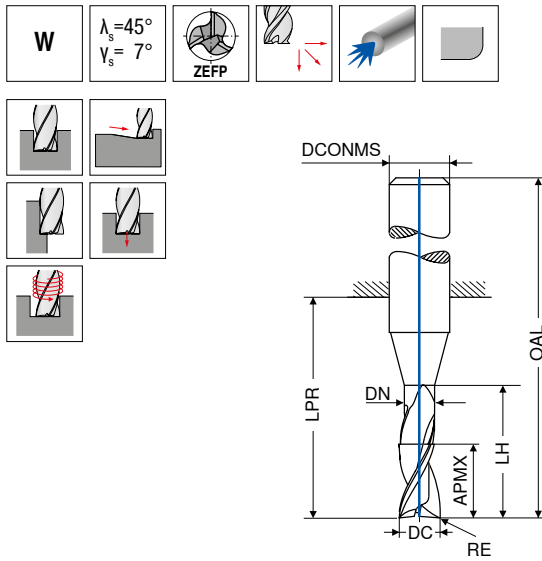 W
λs=45°
γs= 7°
ZEFP
DCONMS
OAL
LPR
DN
LH
APMX
DC
RE